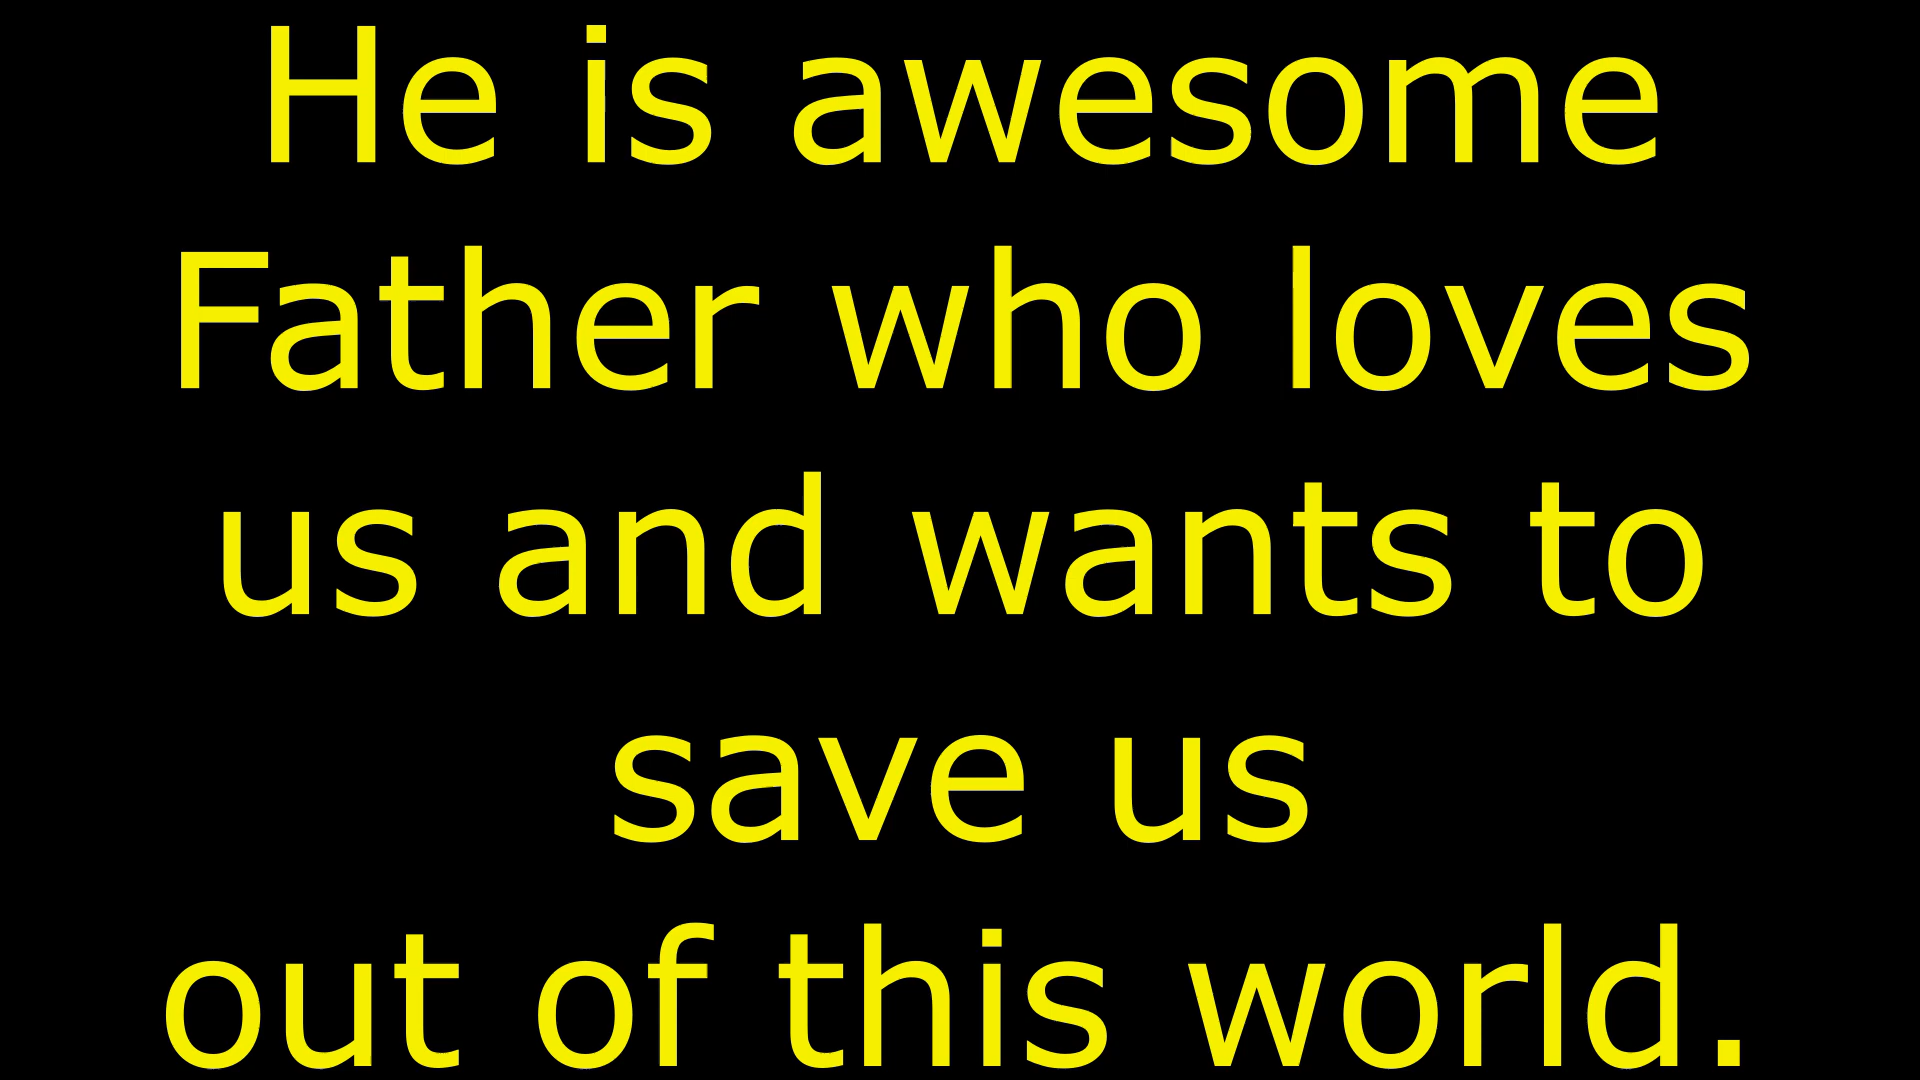 He is awesome
Father who loves
us and wants to
save us
out of this world.